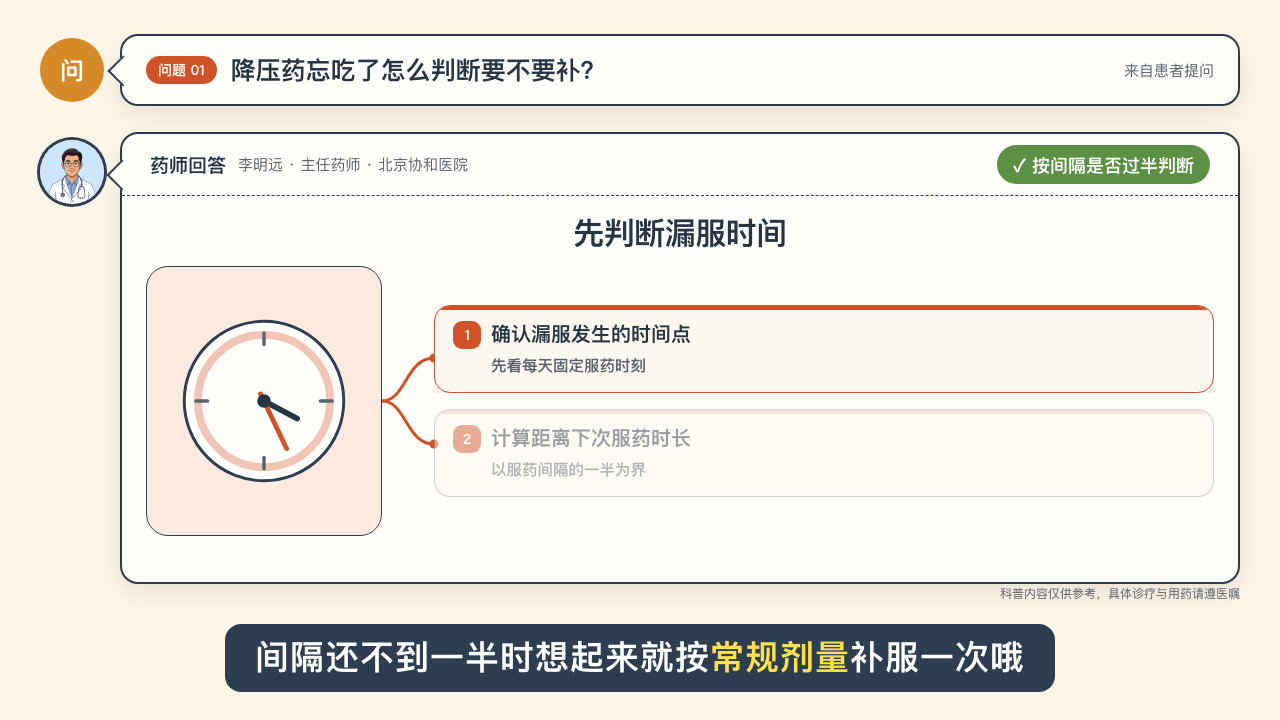 问
问题 01
降压药忘吃了怎么判断要不要补?
来自患者提问
药师回答
李明远 · 主任药师 · 北京协和医院
✓ 按间隔是否过半判断
先判断漏服时间
1
确认漏服发生的时间点
先看每天固定服药时刻
2
计算距离下次服药时长
以服药间隔的一半为界
科普内容仅供参考，具体诊疗与用药请遵医嘱
间隔还不到一半时想起来就按常规剂量补服一次哦